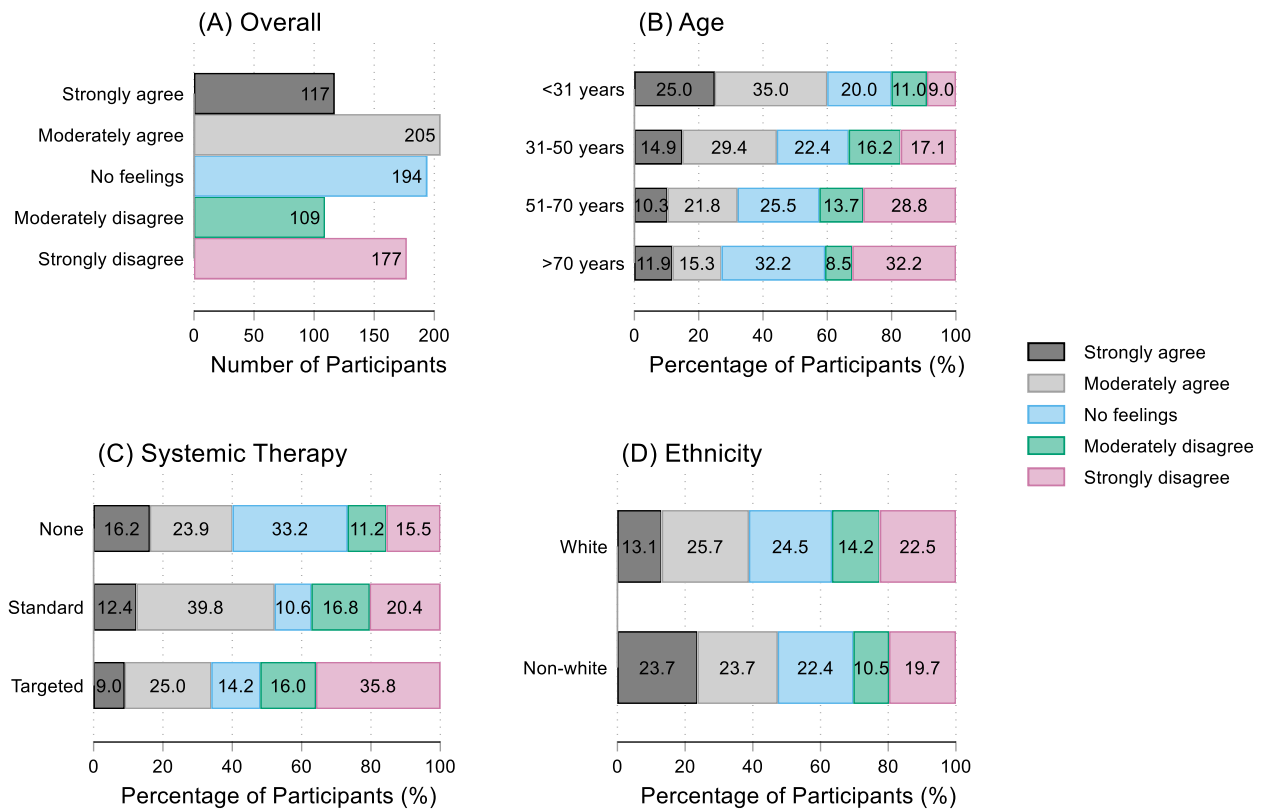 (A) Overall
Strongly agree 117
Moderately agree 205
No feelings 194
Moderately disagree 109
Strongly disagree 177
0 50 100 150 200
Number of Participants
(B) Age
<31 years 25.0 35.0 20.0 11.0 9.0
31-50 years 14.9 29.4 22.4 16.2 17.1
51-70 years 10.3 21.8 25.5 13.7 28.8
>70 years 11.9 15.3 32.2 8.5 32.2
0 20 40 60 80 100
Percentage of Participants (%)
Strongly agree
Moderately agree
No feelings
Moderately disagree
Strongly disagree
(C) Systemic Therapy
None 16.2 23.9 33.2 11.2 15.5
Standard 12.4 39.8 10.6 16.8 20.4
Targeted 9.0 25.0 14.2 16.0 35.8
0 20 40 60 80 100
Percentage of Participants (%)
(D) Ethnicity
White 13.1 25.7 24.5 14.2 22.5
Non-white 23.7 23.7 22.4 10.5 19.7
0 20 40 60 80 100
Percentage of Participants (%)